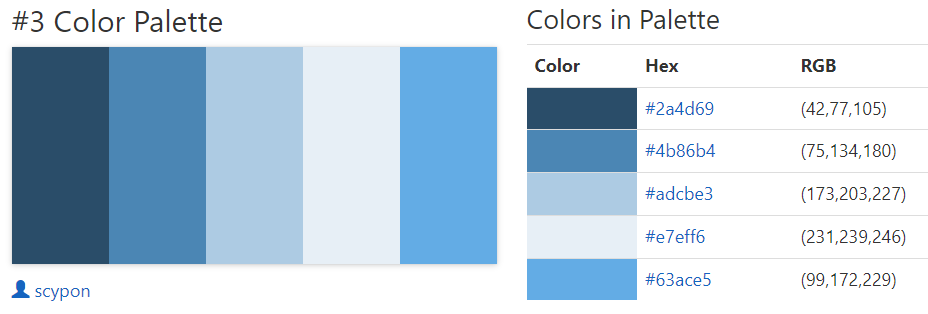 #3 Color Palette
scypon
Colors in Palette
Color Hex RGB
#2a4d69 (42,77,105)
#4b86b4 (75,134,180)
#adcbe3 (173,203,227)
#e7eff6 (231,239,246)
#63ace5 (99,172,229)